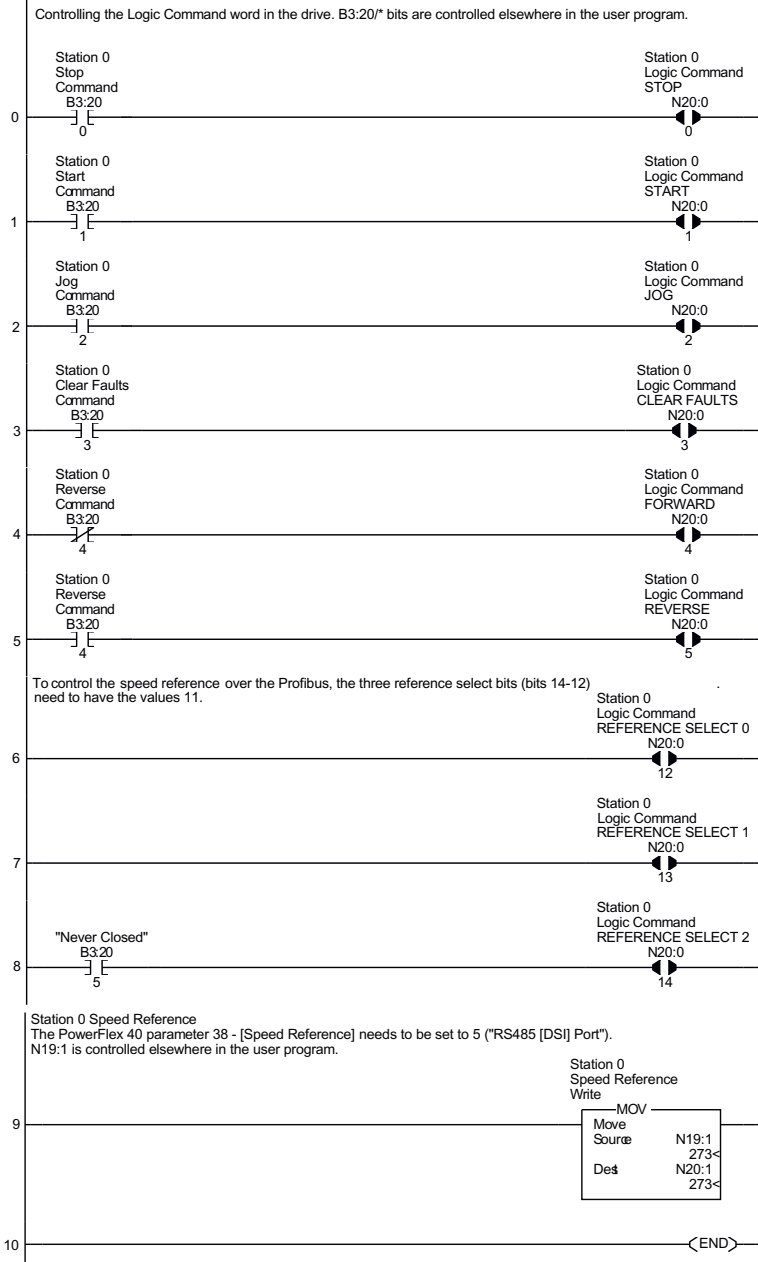 Controlling the Logic Command word in the drive. B3:20/* bits are controlled elsewhere in the user program.
Station 0
Stop
Command
B3:20
0
Station 0
Logic Command
STOP
N20:0
0
0
Station 0
Start
Command
B3:20
1
Station 0
Logic Command
START
N20:0
1
1
Station 0
Jog
Command
B3:20
2
Station 0
Logic Command
JOG
N20:0
2
2
Station 0
Clear Faults
Command
B3:20
3
Station 0
Logic Command
CLEAR FAULTS
N20:0
3
3
Station 0
Reverse
Command
B3:20
4
Station 0
Logic Command
FORWARD
N20:0
4
4
Station 0
Reverse
Command
B3:20
5
Station 0
Logic Command
REVERSE
N20:0
4
5
To control the speed reference over the Profibus, the three reference select bits (bits 14-12) .
need to have the values 11.
Station 0
Logic Command
REFERENCE SELECT 0
N20:0
6
12
Station 0
Logic Command
REFERENCE SELECT 1
N20:0
7
13
"Never Closed"
B3:20
8
5
Station 0
Logic Command
REFERENCE SELECT 2
N20:0
14
Station 0 Speed Reference
The PowerFlex 40 parameter 38 - [Speed Reference] needs to be set to 5 ("RS485 [DSI] Port").
N19:1 is controlled elsewhere in the user program.
Station 0
Speed Reference
Write
MOV
9
Move
Source N19:1
273<
Dest N20:1
273<
10
END